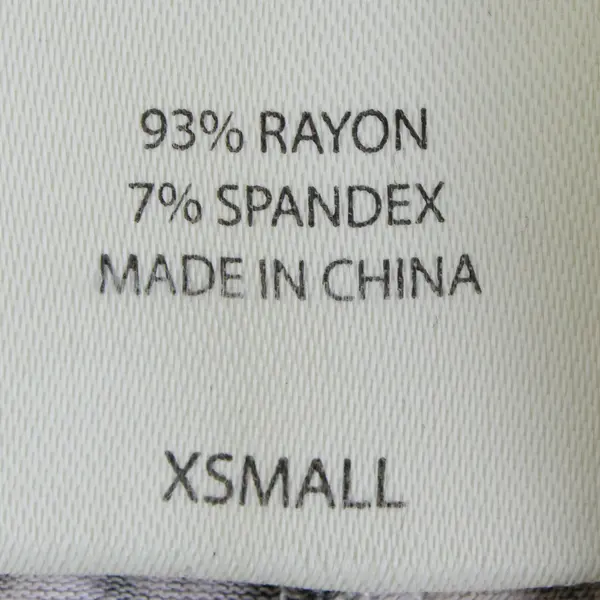 93% RAYON
7% SPANDEX
MADE IN CHINA
XSMALL